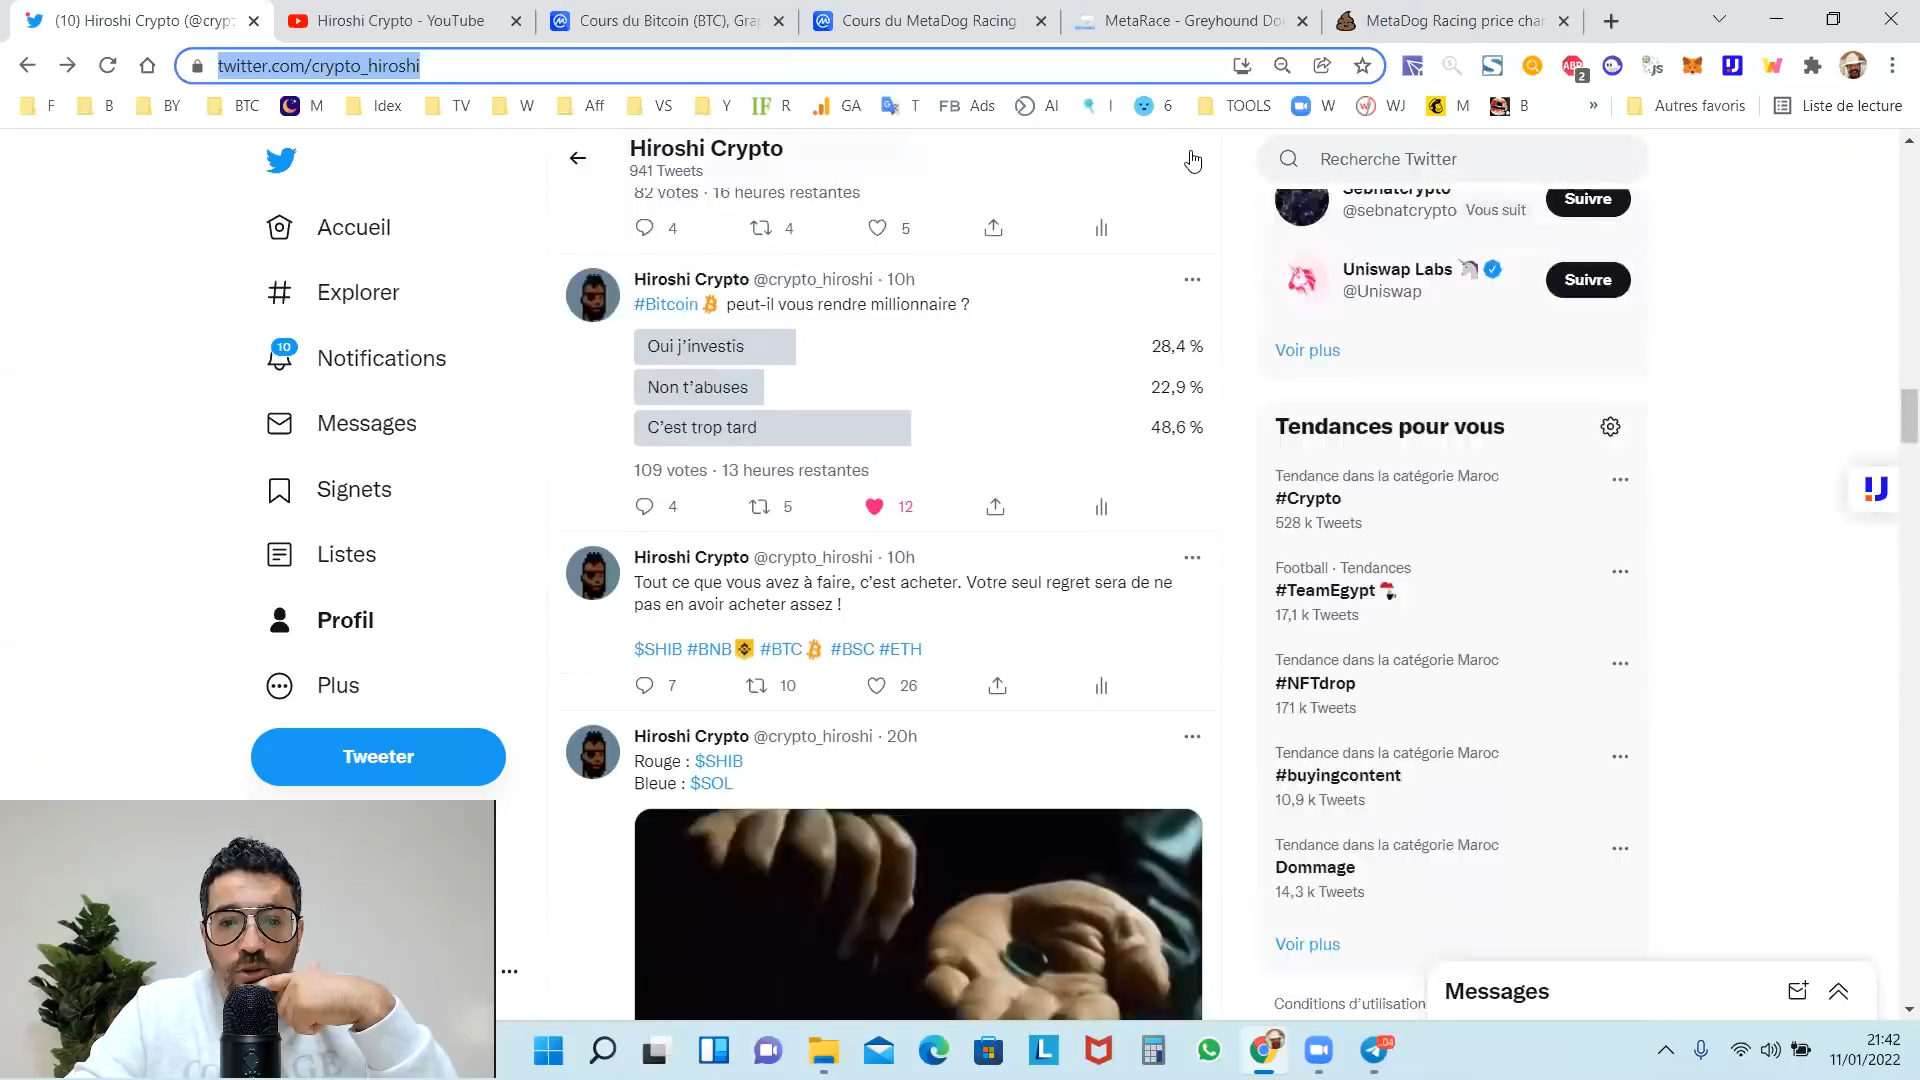 (10) Hiroshi Crypto (@crypt
Hiroshi Crypto - YouTube
Cours du Bitcoin (BTC), Gra
Cours du MetaDog Racing
MetaRace - Greyhound Do
MetaDog Racing price char
twitter.com/crypto_hiroshi
ABP
2
F
B
BY
BTC
M
Idex
TV
W
Aff
VS
Y
IF R
GA
T
FB Ads
AI
I
6
TOOLS
W
WJ
M
B
»
Autres favoris
Liste de lecture
Accueil
Explorer
10
Notifications
Messages
Signets
Listes
Profil
Plus
Tweeter
Hiroshi Crypto
941 Tweets
82 votes · 16 heures restantes
4
4
5
Hiroshi Crypto @crypto_hiroshi · 10h
#Bitcoin peut-il vous rendre millionnaire ?
Oui j'investis 28,4 %
Non t'abuses 22,9 %
C'est trop tard 48,6 %
109 votes · 13 heures restantes
4
5
12
Hiroshi Crypto @crypto_hiroshi · 10h
Tout ce que vous avez à faire, c'est acheter. Votre seul regret sera de ne
pas en avoir acheter assez !
$SHIB #BNB #BTC #BSC #ETH
7
10
26
Hiroshi Crypto @crypto_hiroshi · 20h
Rouge : $SHIB
Bleue : $SOL
Recherche Twitter
Sebnatcrypto
@sebnatcrypto Vous suit
Suivre
Uniswap Labs
@Uniswap
Suivre
Voir plus
Tendances pour vous
Tendance dans la catégorie Maroc
#Crypto
528 k Tweets
Football · Tendances
#TeamEgypt
17,1 k Tweets
Tendance dans la catégorie Maroc
#NFTdrop
171 k Tweets
Tendance dans la catégorie Maroc
#buyingcontent
10,9 k Tweets
Tendance dans la catégorie Maroc
Dommage
14,3 k Tweets
Voir plus
Conditions d'utilisation
Messages
21:42
11/01/2022